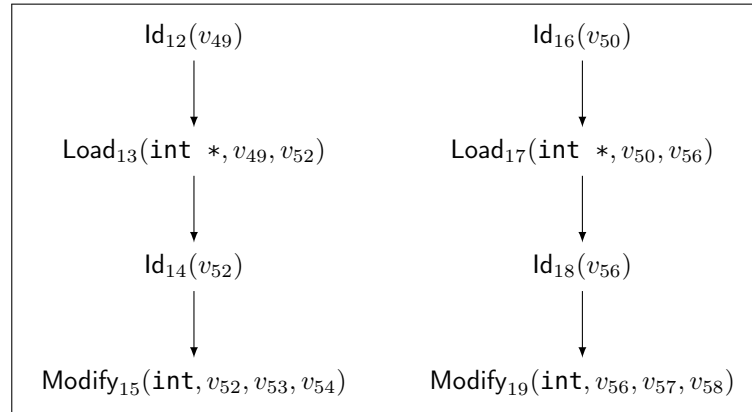 Id₁₂(v₄₉)
Id₁₆(v₅₀)
Load₁₃(int *, v₄₉, v₅₂)
Load₁₇(int *, v₅₀, v₅₆)
Id₁₄(v₅₂)
Id₁₈(v₅₆)
Modify₁₅(int, v₅₂, v₅₃, v₅₄)
Modify₁₉(int, v₅₆, v₅₇, v₅₈)